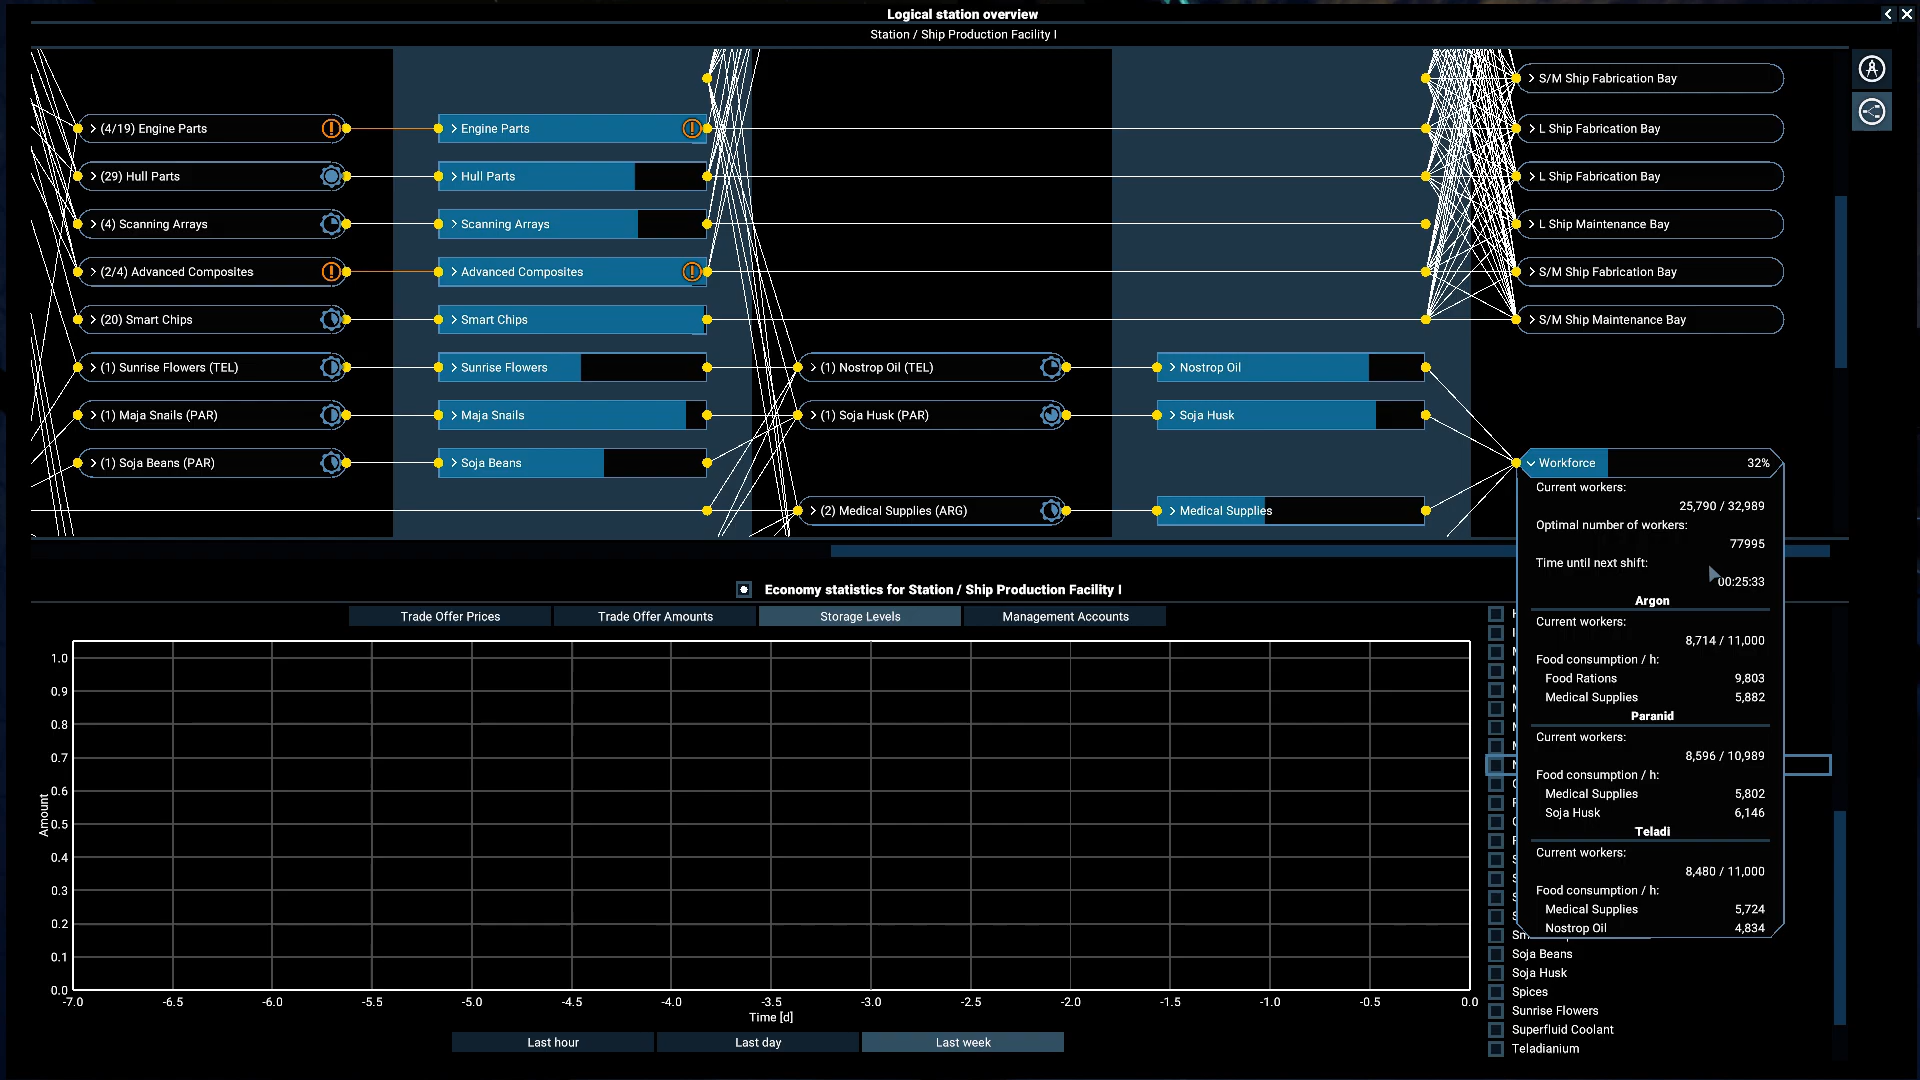 Logical station overview
Station / Ship Production Facility I
S/M Ship Fabrication Bay
(4/19) Engine Parts
Engine Parts
L Ship Fabrication Bay
(29) Hull Parts
Hull Parts
L Ship Fabrication Bay
(4) Scanning Arrays
Scanning Arrays
L Ship Maintenance Bay
(2/4) Advanced Composites
Advanced Composites
S/M Ship Fabrication Bay
(20) Smart Chips
Smart Chips
S/M Ship Maintenance Bay
(1) Sunrise Flowers (TEL)
Sunrise Flowers
(1) Nostrop Oil (TEL)
Nostrop Oil
(1) Maja Snails (PAR)
Maja Snails
(1) Soja Husk (PAR)
Soja Husk
(1) Soja Beans (PAR)
Soja Beans
Workforce 32%
(2) Medical Supplies (ARG)
Medical Supplies
Current workers:
25,790 / 32,989
Optimal number of workers:
77995
Time until next shift:
00:25:33
Argon
Current workers:
8,714 / 11,000
Food consumption / h:
Food Rations 9,803
Medical Supplies 5,882
Paranid
Current workers:
8,596 / 10,989
Food consumption / h:
Medical Supplies 5,802
Soja Husk 6,146
Teladi
Current workers:
8,480 / 11,000
Food consumption / h:
Medical Supplies 5,724
Nostrop Oil 4,834
Economy statistics for Station / Ship Production Facility I
Trade Offer Prices
Trade Offer Amounts
Storage Levels
Management Accounts
1.0
0.9
0.8
0.7
0.6
0.5
0.4
0.3
0.2
0.1
0.0
Amount
-7.0 -6.5 -6.0 -5.5 -5.0 -4.5 -4.0 -3.5 -3.0 -2.5 -2.0 -1.5 -1.0 -0.5 0.0
Time [d]
Last hour
Last day
Last week
Soja Beans
Soja Husk
Spices
Sunrise Flowers
Superfluid Coolant
Teladianium